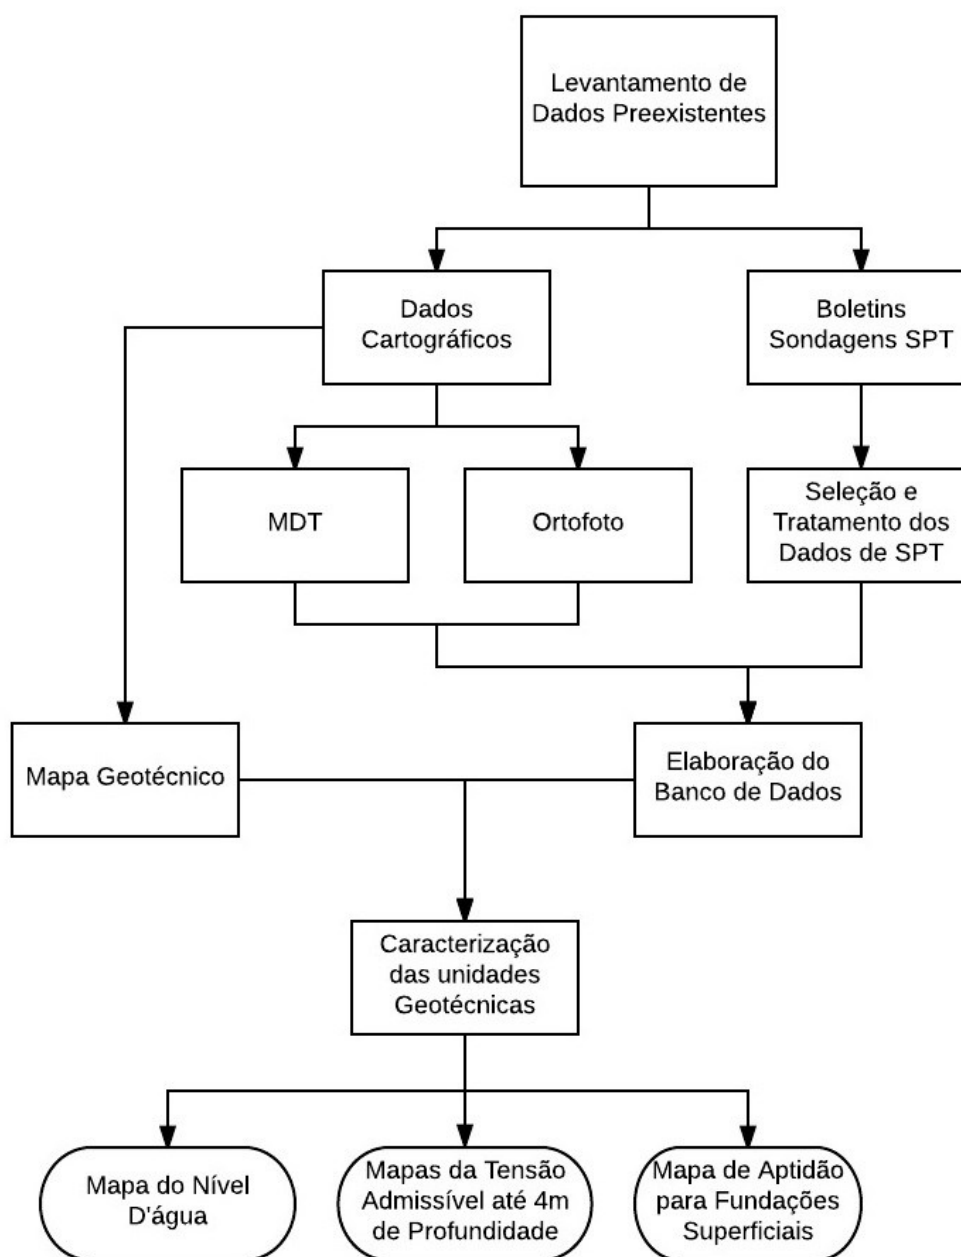 Levantamento de
Dados Preexistentes
Dados
Cartográficos
Boletins
Sondagens SPT
MDT
Ortofoto
Seleção e
Tratamento dos
Dados de SPT
Mapa Geotécnico
Elaboração do
Banco de Dados
Caracterização
das unidades
Geotécnicas
Mapa do Nível
D'água
Mapas da Tensão
Admissível até 4m
de Profundidade
Mapa de Aptidão
para Fundações
Superficiais